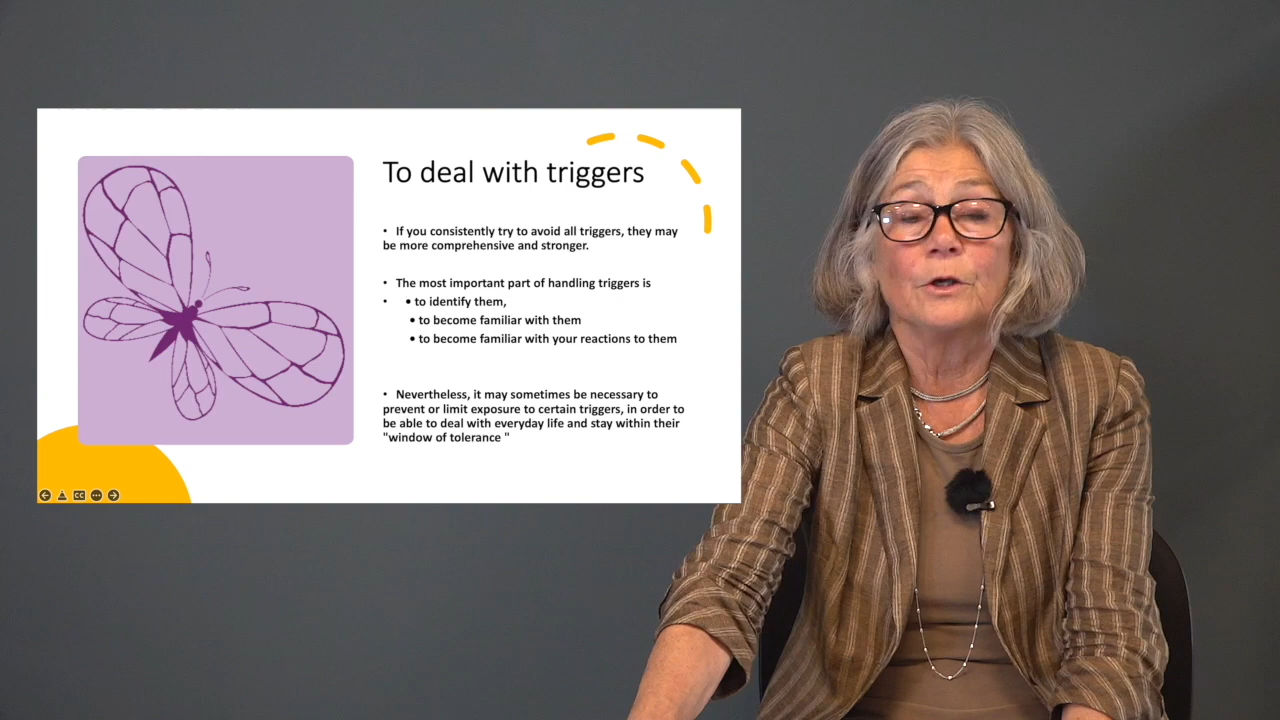 To deal with triggers
• If you consistently try to avoid all triggers, they may
be more comprehensive and stronger.
• The most important part of handling triggers is
• • to identify them,
• to become familiar with them
• to become familiar with your reactions to them
• Nevertheless, it may sometimes be necessary to
prevent or limit exposure to certain triggers, in order to
be able to deal with everyday life and stay within their
"window of tolerance "
CC